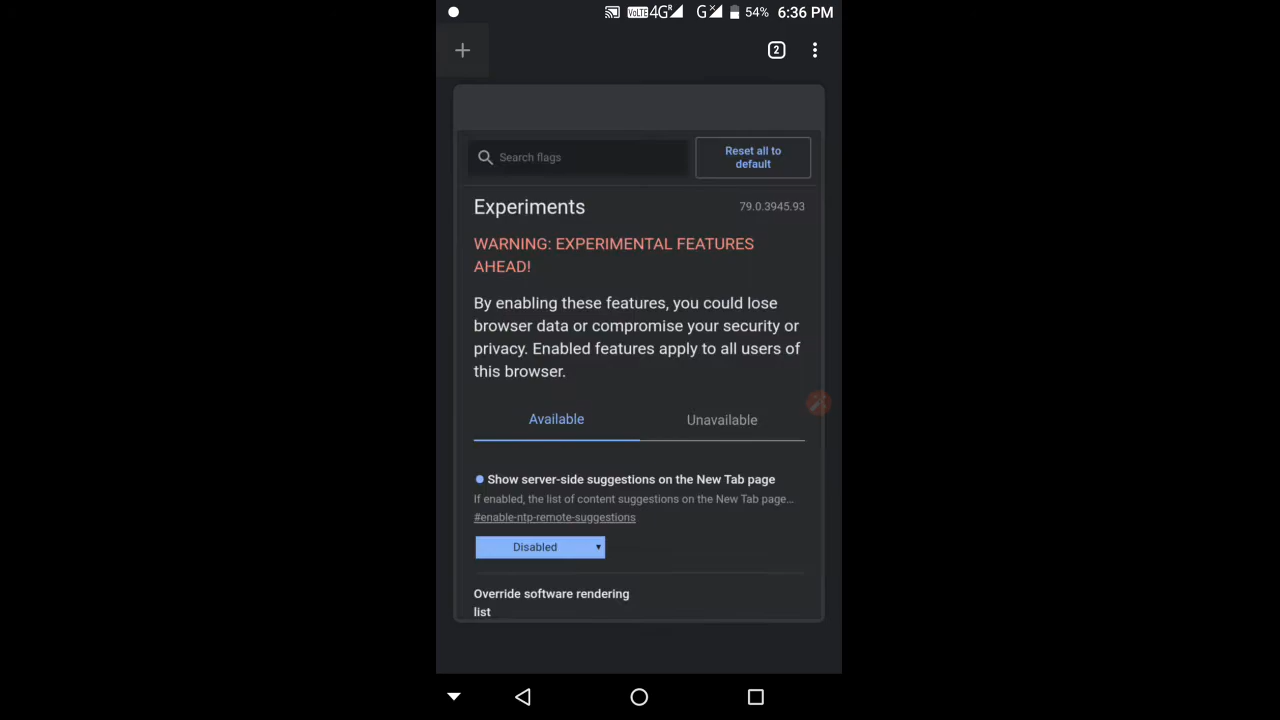 VoLTE 4G R G x 54% 6:36 PM
2
Search flags
Reset all to
default
Experiments
79.0.3945.93
WARNING: EXPERIMENTAL FEATURES
AHEAD!
By enabling these features, you could lose
browser data or compromise your security or
privacy. Enabled features apply to all users of
this browser.
Available
Unavailable
Show server-side suggestions on the New Tab page
If enabled, the list of content suggestions on the New Tab page…
#enable-ntp-remote-suggestions
Disabled
Override software rendering
list